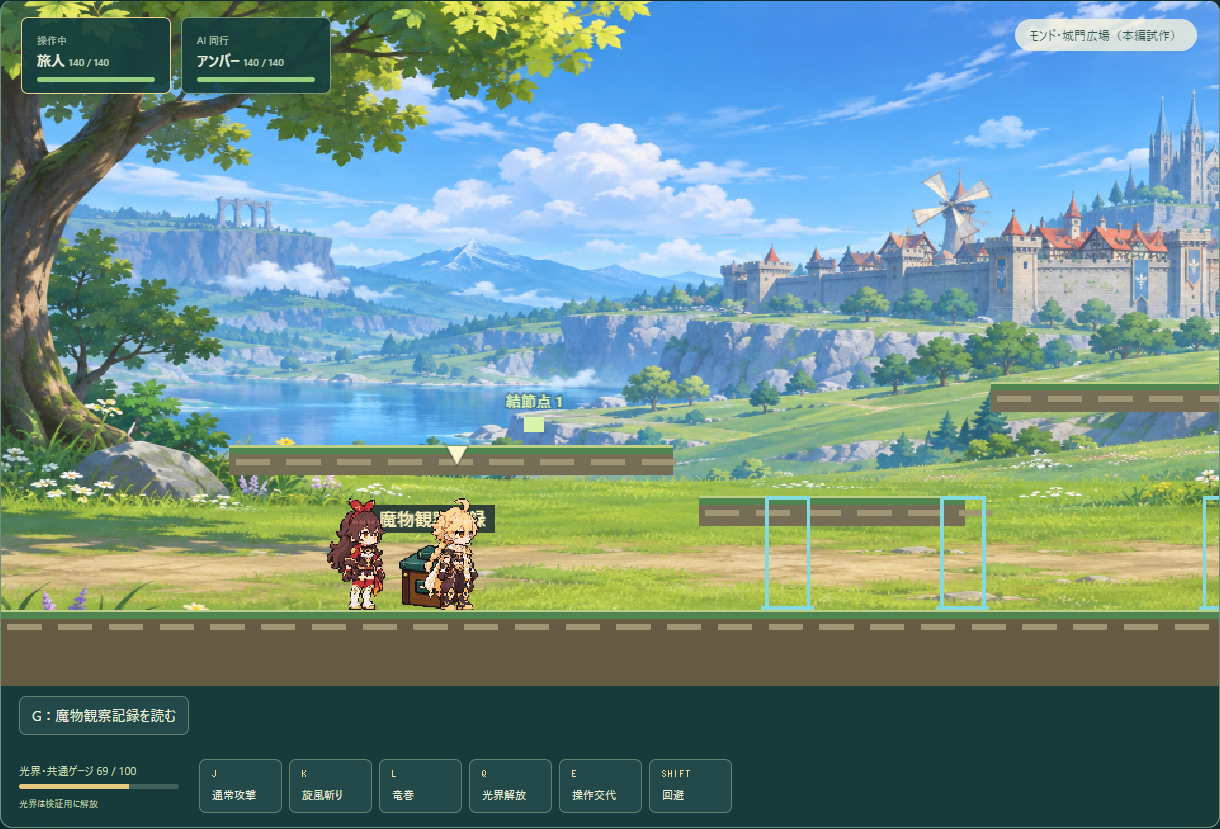 操作中
旅人 140 / 140
AI 同行
アンバー 140 / 140
モンド・城門広場（本編試作）
結節点 1
魔物観 録
G：魔物観察記録を読む
光界・共通ゲージ 69 / 100
光界は検証用に解放
J
通常攻撃
K
旋風斬り
L
竜巻
Q
光界解放
E
操作交代
SHIFT
回避